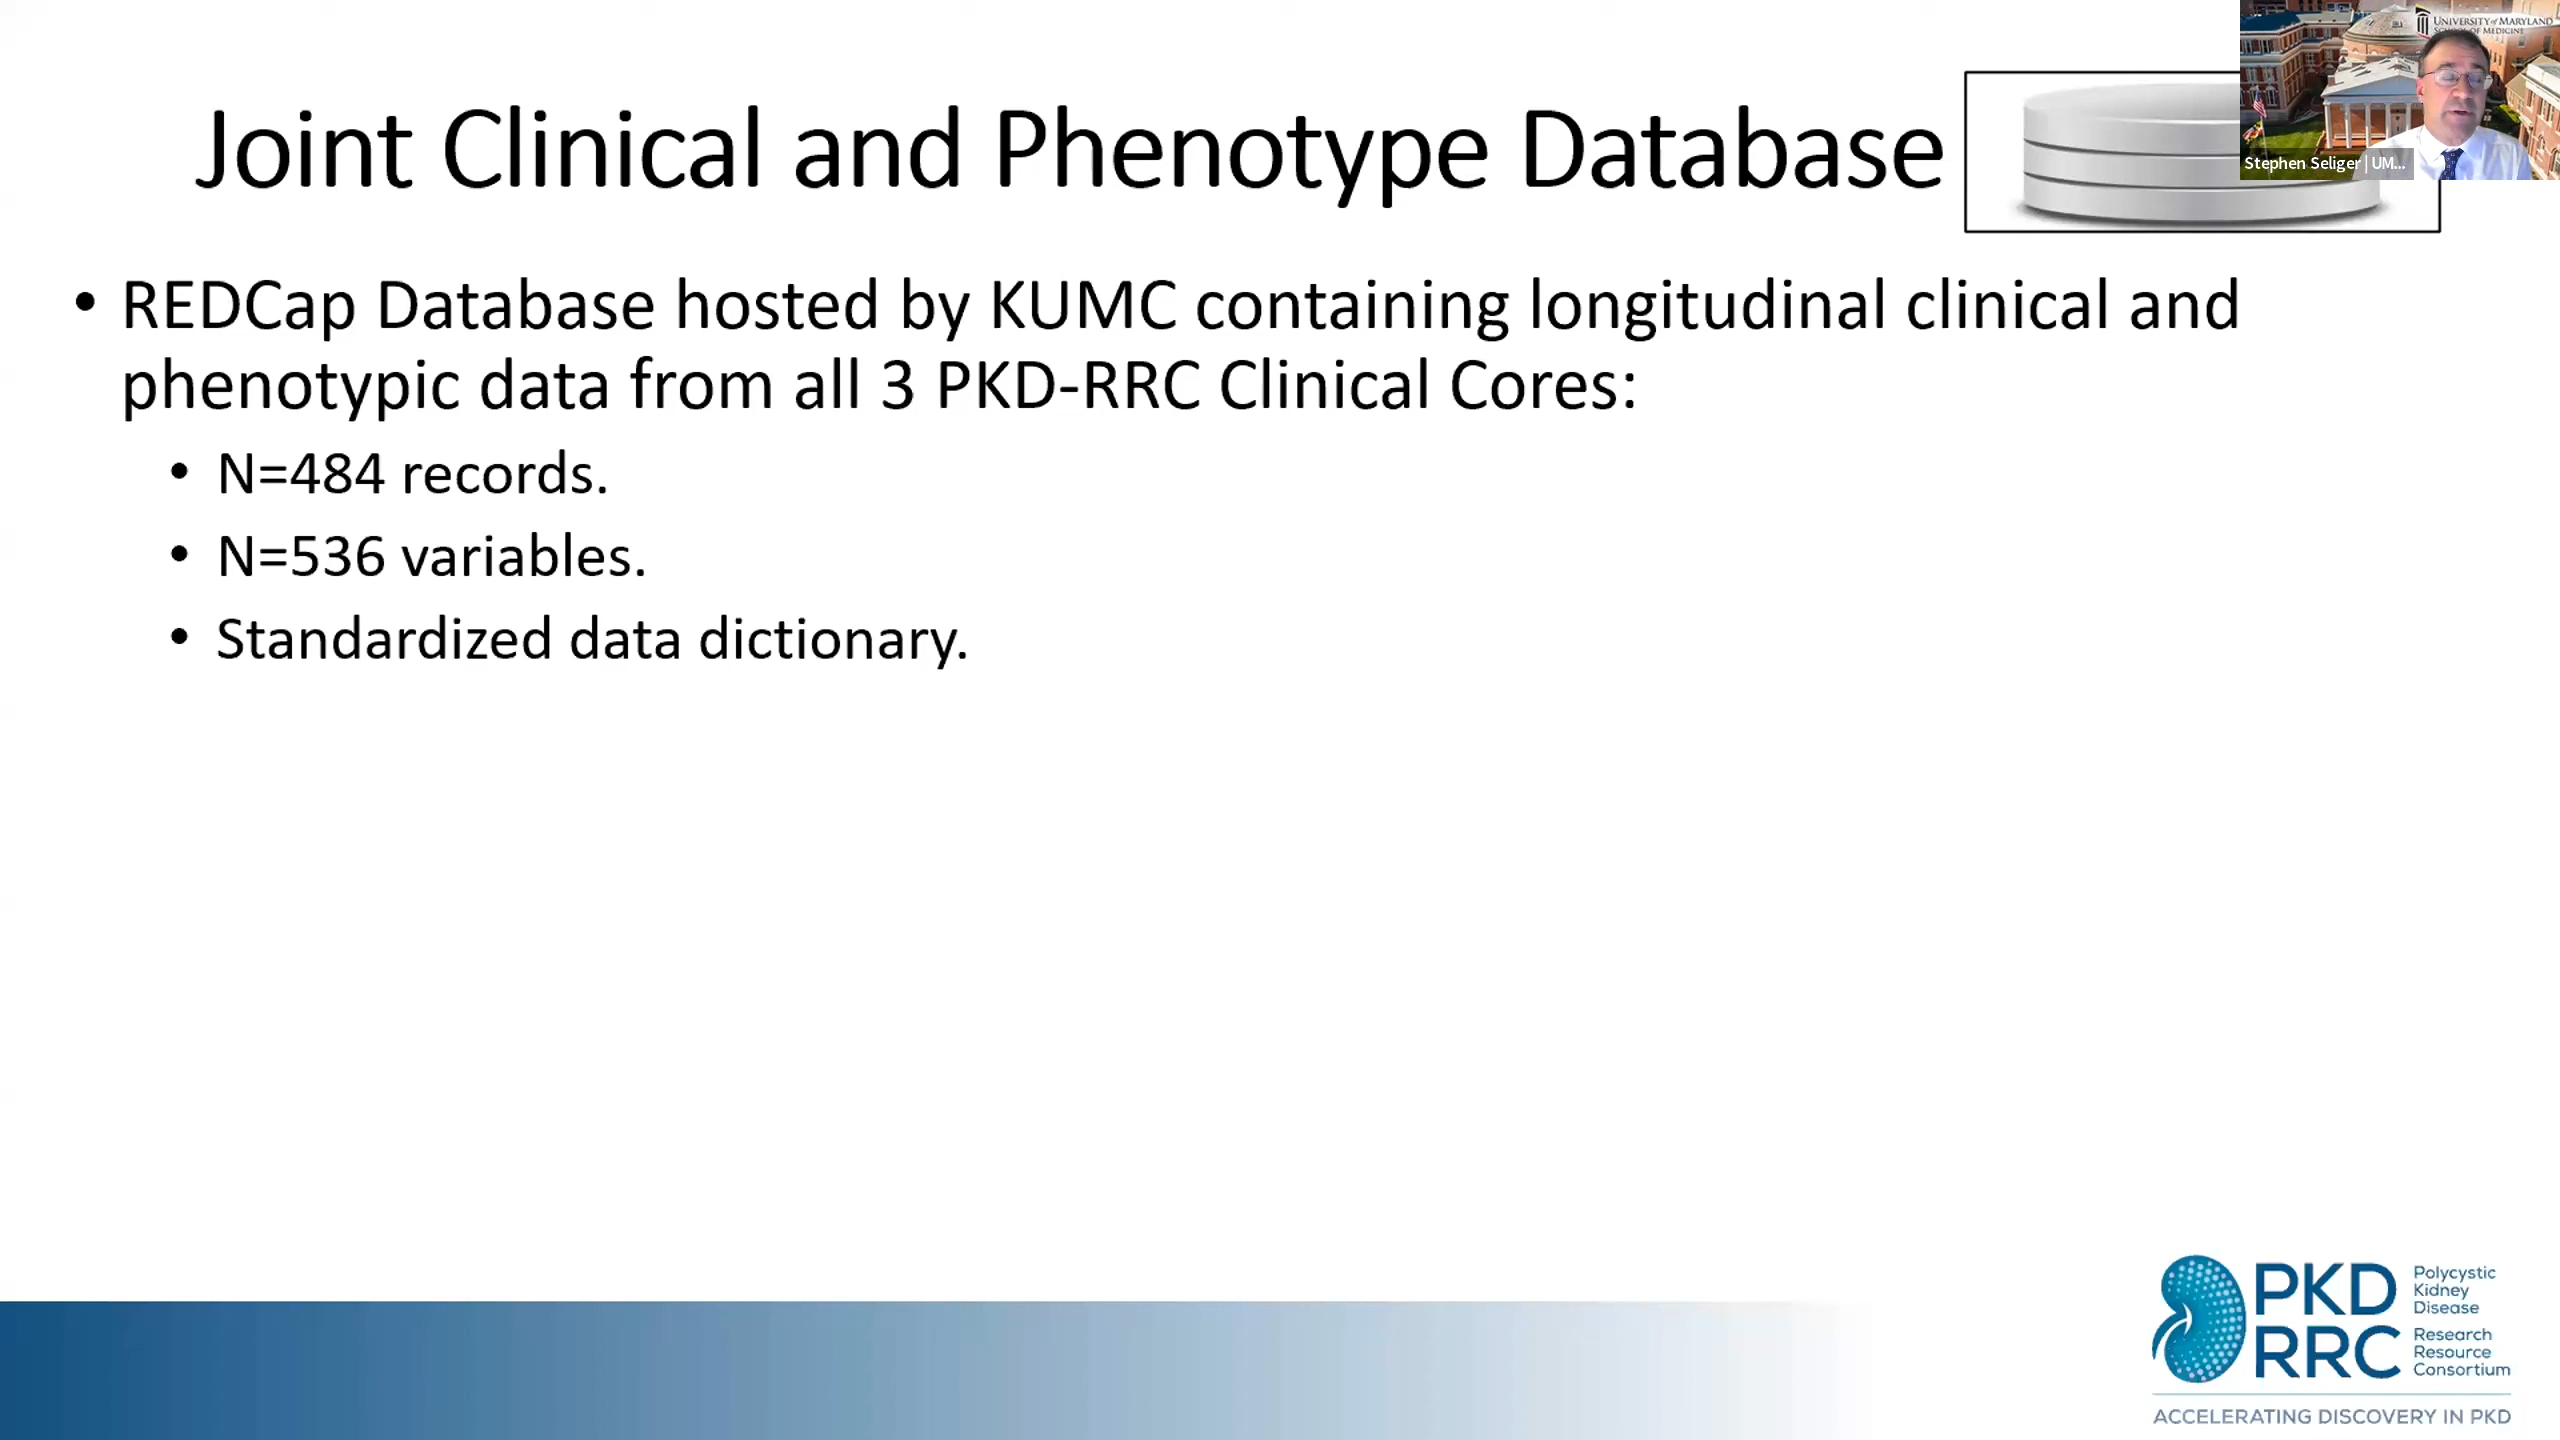 UNIVERSITY of MARYLAND
SCHOOL OF MEDICINE
Joint Clinical and Phenotype Database
Stephen Seliger | UM...
• REDCap Database hosted by KUMC containing longitudinal clinical and
phenotypic data from all 3 PKD-RRC Clinical Cores:
• N=484 records.
• N=536 variables.
• Standardized data dictionary.
PKD
RRC
Polycystic
Kidney
Disease
Research
Resource
Consortium
ACCELERATING DISCOVERY IN PKD